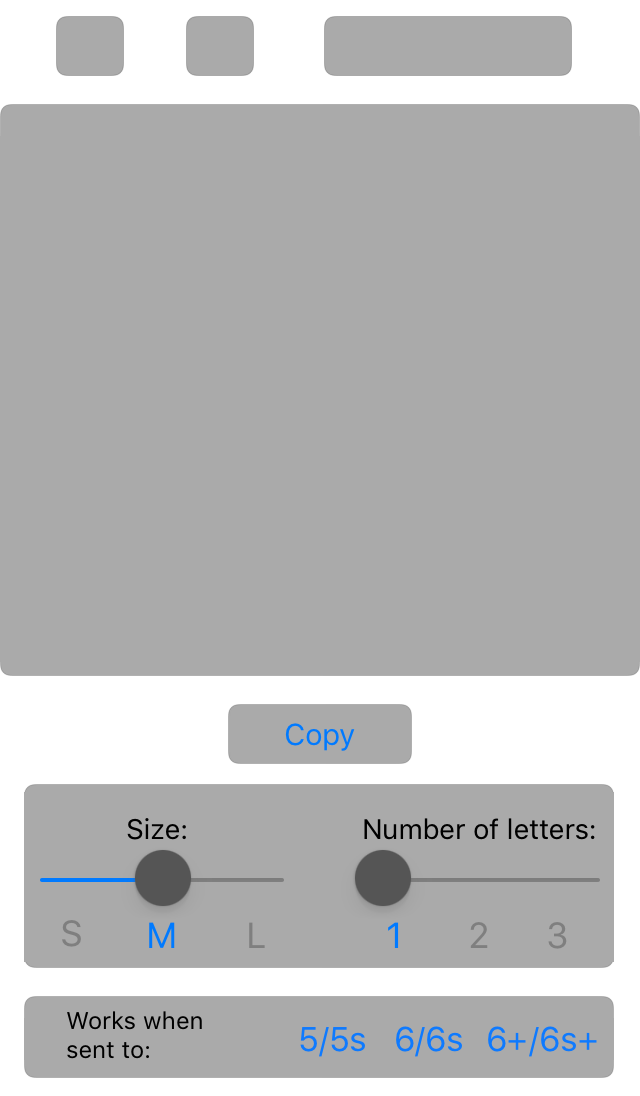 Copy
Size: Number of letters:
S M L 1 2 3
Works when
sent to:
5/5s 6/6s 6+/6s+